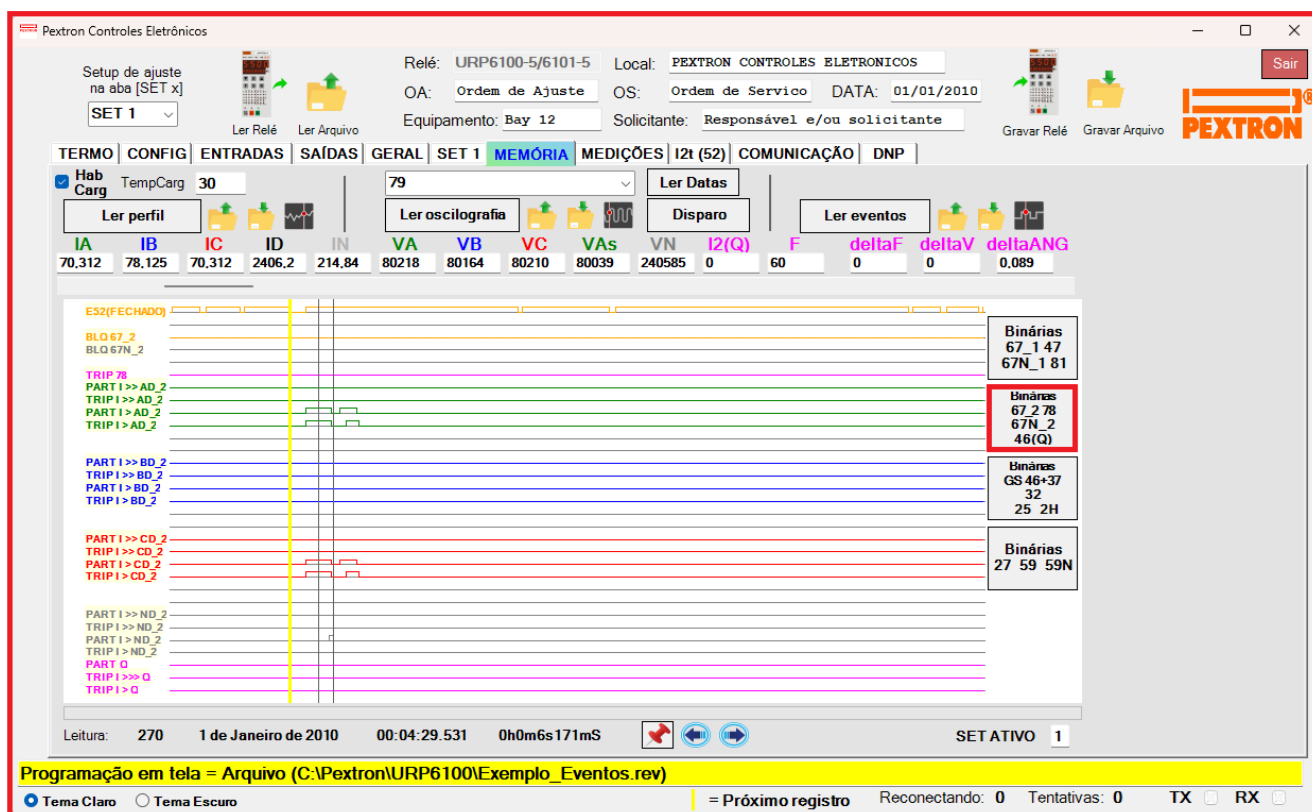 Pextron Controles Eletrônicos
Setup de ajuste
na aba [SET x]
SET 1
Ler Relé
Ler Arquivo
Relé: URP6100-5/6101-5 Local: PEXTRON CONTROLES ELETRONICOS
OA: Ordem de Ajuste OS: Ordem de Servico DATA: 01/01/2010
Equipamento: Bay 12 Solicitante: Responsável e/ou solicitante
Gravar Relé
Gravar Arquivo
Sair
PEXTRON
TERMO CONFIG ENTRADAS SAÍDAS GERAL SET 1 MEMÓRIA MEDIÇÕES I2t (52) COMUNICAÇÃO DNP
Hab
Carg
TempCarg 30
79
Ler Datas
Ler perfil
Ler oscilografia
Disparo
Ler eventos
IA IB IC ID IN VA VB VC VAs VN I2(Q) F deltaF deltaV deltaANG
70,312 78,125 70,312 2406,2 214,84 80218 80164 80210 80039 240585 0 60 0 0 0,089
E52(FECHADO)
BLQ 67_2
BLQ 67N_2
TRIP 78
PART I >> AD_2
TRIP I >> AD_2
PART I > AD_2
TRIP I > AD_2
PART I >> BD_2
TRIP I >> BD_2
PART I > BD_2
TRIP I > BD_2
PART I >> CD_2
TRIP I >> CD_2
PART I > CD_2
TRIP I > CD_2
PART I >> ND_2
TRIP I >> ND_2
PART I > ND_2
TRIP I > ND_2
PART Q
TRIP I >>> Q
TRIP I > Q
Binárias
67_1 47
67N_1 81
Binárias
67_2 78
67N_2
46(Q)
Binárias
GS 46+37
32
25 2H
Binárias
27 59 59N
Leitura: 270 1 de Janeiro de 2010 00:04:29.531 0h0m6s171mS SET ATIVO 1
Programação em tela = Arquivo (C:\Pextron\URP6100\Exemplo_Eventos.rev)
Tema Claro Tema Escuro = Próximo registro Reconectando: 0 Tentativas: 0 TX RX